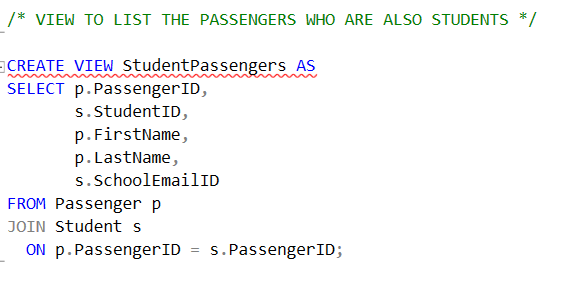 /* VIEW TO LIST THE PASSENGERS WHO ARE ALSO STUDENTS */
CREATE VIEW StudentPassengers AS
SELECT p.PassengerID,
s.StudentID,
p.FirstName,
p.LastName,
s.SchoolEmailID
FROM Passenger p
JOIN Student s
ON p.PassengerID = s.PassengerID;